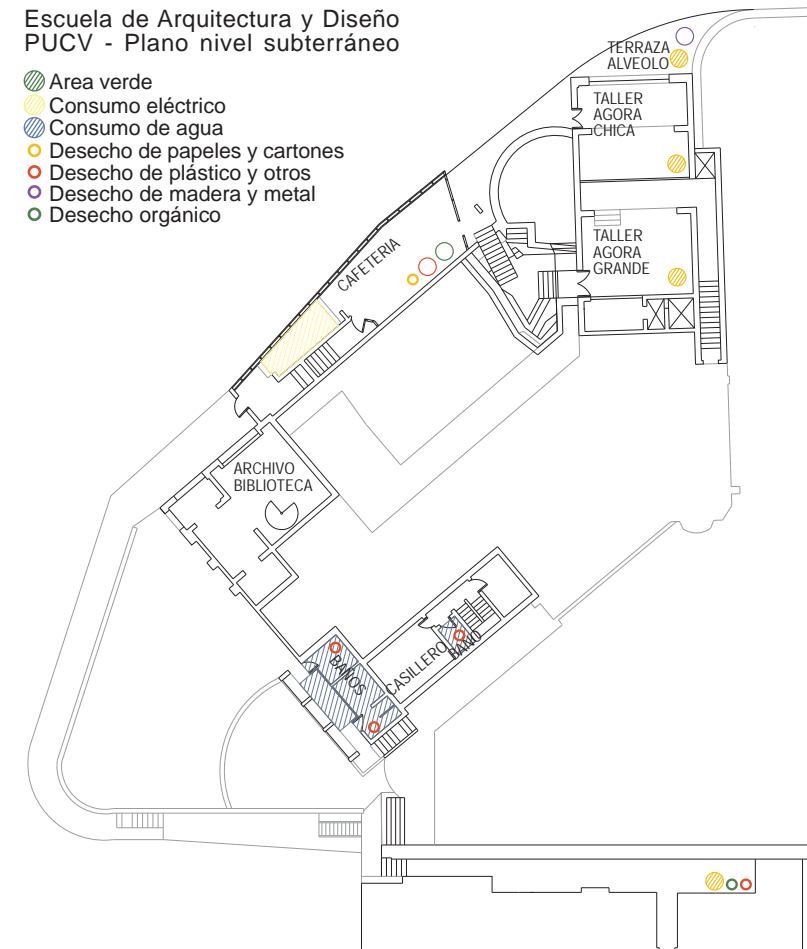 Escuela de Arquitectura y Diseño
PUCV - Plano nivel subterráneo
Area verde
Consumo eléctrico
Consumo de agua
Desecho de papeles y cartones
Desecho de plástico y otros
Desecho de madera y metal
Desecho orgánico
TERRAZA
ALVEOLO
TALLER
AGORA
CHICA
TALLER
AGORA
GRANDE
CAFETERIA
ARCHIVO
BIBLIOTECA
BAÑOS
CASILLERO
BAÑO